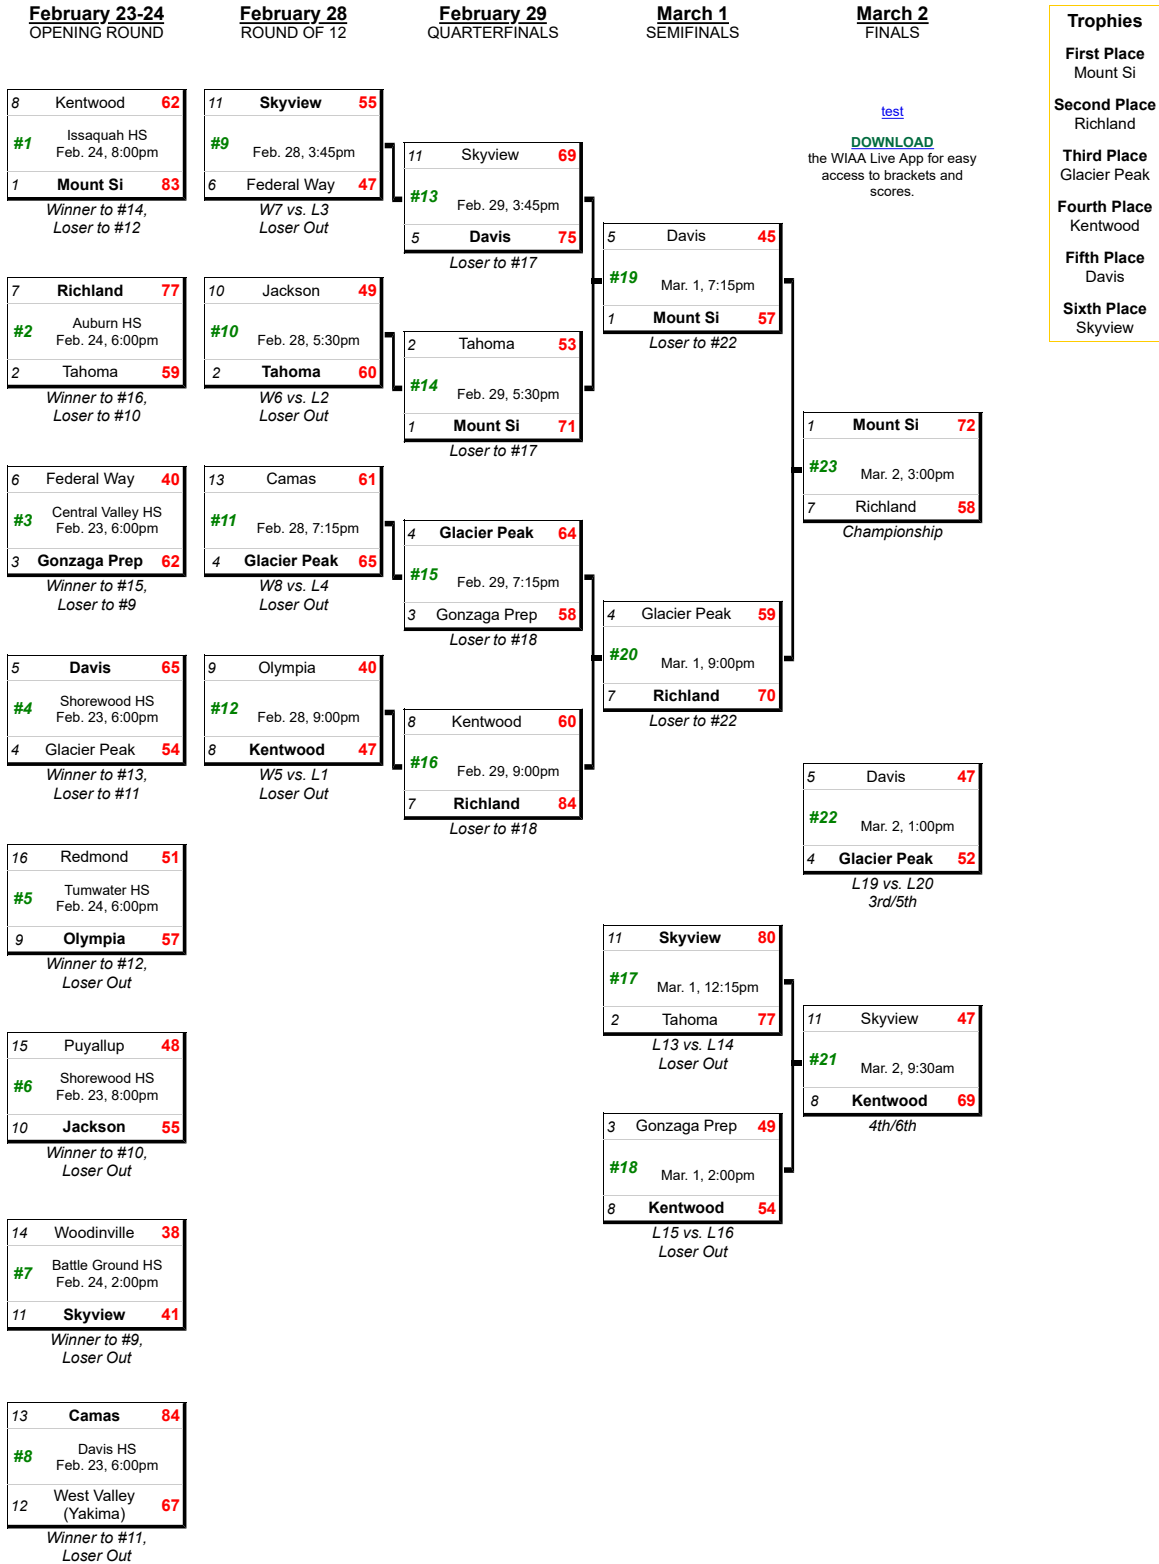 February 23-24
OPENING ROUND
8 Kentwood 62
#1
Issaquah HS
Feb. 24, 8:00pm
1 Mount Si 83
Winner to #14,
Loser to #12
7 Richland 77
#2
Auburn HS
Feb. 24, 6:00pm
2 Tahoma 59
Winner to #16,
Loser to #10
6 Federal Way 40
#3
Central Valley HS
Feb. 23, 6:00pm
3 Gonzaga Prep 62
Winner to #15,
Loser to #9
5 Davis 65
#4
Shorewood HS
Feb. 23, 6:00pm
4 Glacier Peak 54
Winner to #13,
Loser to #11
16 Redmond 51
#5
Tumwater HS
Feb. 24, 6:00pm
9 Olympia 57
Winner to #12,
Loser Out
15 Puyallup 48
#6
Shorewood HS
Feb. 23, 8:00pm
10 Jackson 55
Winner to #10,
Loser Out
14 Woodinville 38
#7
Battle Ground HS
Feb. 24, 2:00pm
11 Skyview 41
Winner to #9,
Loser Out
13 Camas 84
#8
Davis HS
Feb. 23, 6:00pm
12 West Valley
(Yakima) 67
Winner to #11,
Loser Out
February 28
ROUND OF 12
11 Skyview 55
#9 Feb. 28, 3:45pm
6 Federal Way 47
W7 vs. L3
Loser Out
10 Jackson 49
#10 Feb. 28, 5:30pm
2 Tahoma 60
W6 vs. L2
Loser Out
13 Camas 61
#11 Feb. 28, 7:15pm
4 Glacier Peak 65
W8 vs. L4
Loser Out
9 Olympia 40
#12 Feb. 28, 9:00pm
8 Kentwood 47
W5 vs. L1
Loser Out
February 29
QUARTERFINALS
11 Skyview 69
#13 Feb. 29, 3:45pm
5 Davis 75
Loser to #17
2 Tahoma 53
#14 Feb. 29, 5:30pm
1 Mount Si 71
Loser to #17
4 Glacier Peak 64
#15 Feb. 29, 7:15pm
3 Gonzaga Prep 58
Loser to #18
8 Kentwood 60
#16 Feb. 29, 9:00pm
7 Richland 84
Loser to #18
March 1
SEMIFINALS
5 Davis 45
#19 Mar. 1, 7:15pm
1 Mount Si 57
Loser to #22
4 Glacier Peak 59
#20 Mar. 1, 9:00pm
7 Richland 70
Loser to #22
11 Skyview 80
#17 Mar. 1, 12:15pm
2 Tahoma 77
L13 vs. L14
Loser Out
3 Gonzaga Prep 49
#18 Mar. 1, 2:00pm
8 Kentwood 54
L15 vs. L16
Loser Out
March 2
FINALS
test
DOWNLOAD
the WIAA Live App for easy
access to brackets and
scores.
1 Mount Si 72
#23 Mar. 2, 3:00pm
7 Richland 58
Championship
5 Davis 47
#22 Mar. 2, 1:00pm
4 Glacier Peak 52
L19 vs. L20
3rd/5th
11 Skyview 47
#21 Mar. 2, 9:30am
8 Kentwood 69
4th/6th
Trophies
First Place
Mount Si
Second Place
Richland
Third Place
Glacier Peak
Fourth Place
Kentwood
Fifth Place
Davis
Sixth Place
Skyview